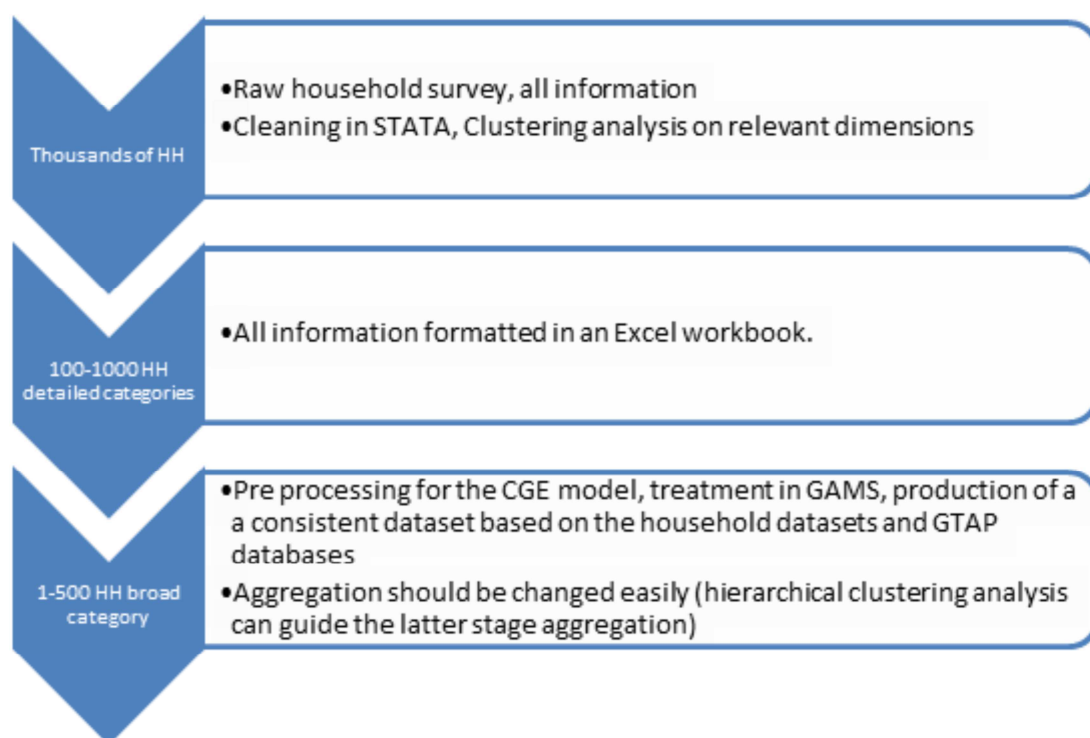 Thousands of HH
•Raw household survey, all information
•Cleaning in STATA, Clustering analysis on relevant dimensions
100-1000 HH
detailed categories
•All information formatted in an Excel workbook.
1-500 HH broad
category
•Pre processing for the CGE model, treatment in GAMS, production of a
a consistent dataset based on the household datasets and GTAP
databases
•Aggregation should be changed easily (hierarchical clustering analysis
can guide the latter stage aggregation)